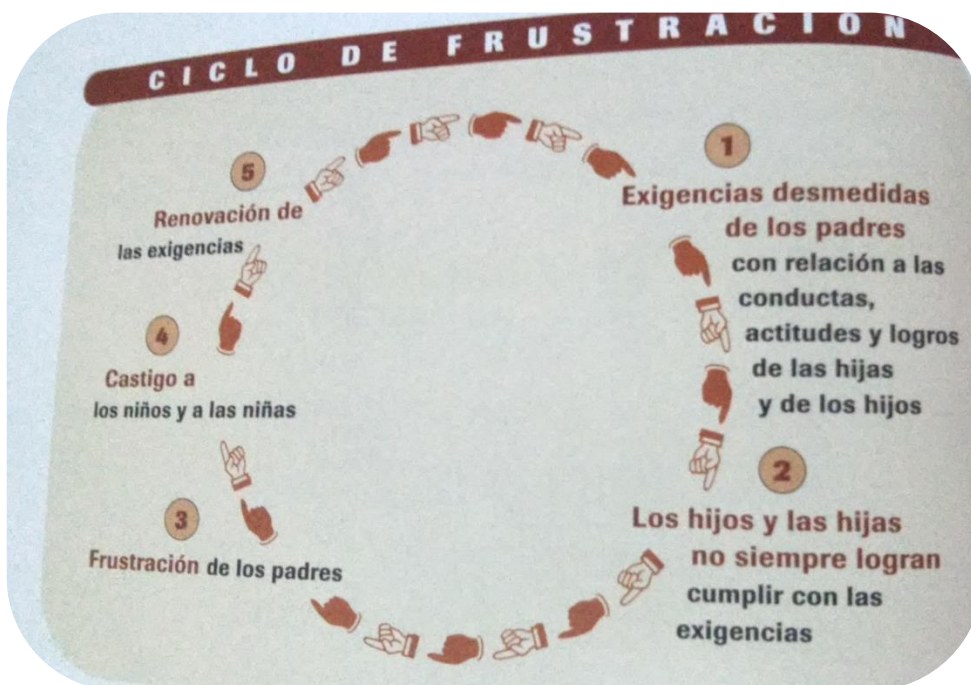 CICLO DE FRUSTRACION
1
Exigencias desmedidas
de los padres
con relación a las
conductas,
actitudes y logros
de las hijas
y de los hijos
2
Los hijos y las hijas
no siempre logran
cumplir con las
exigencias
3
Frustración de los padres
4
Castigo a
los niños y a las niñas
5
Renovación de
las exigencias